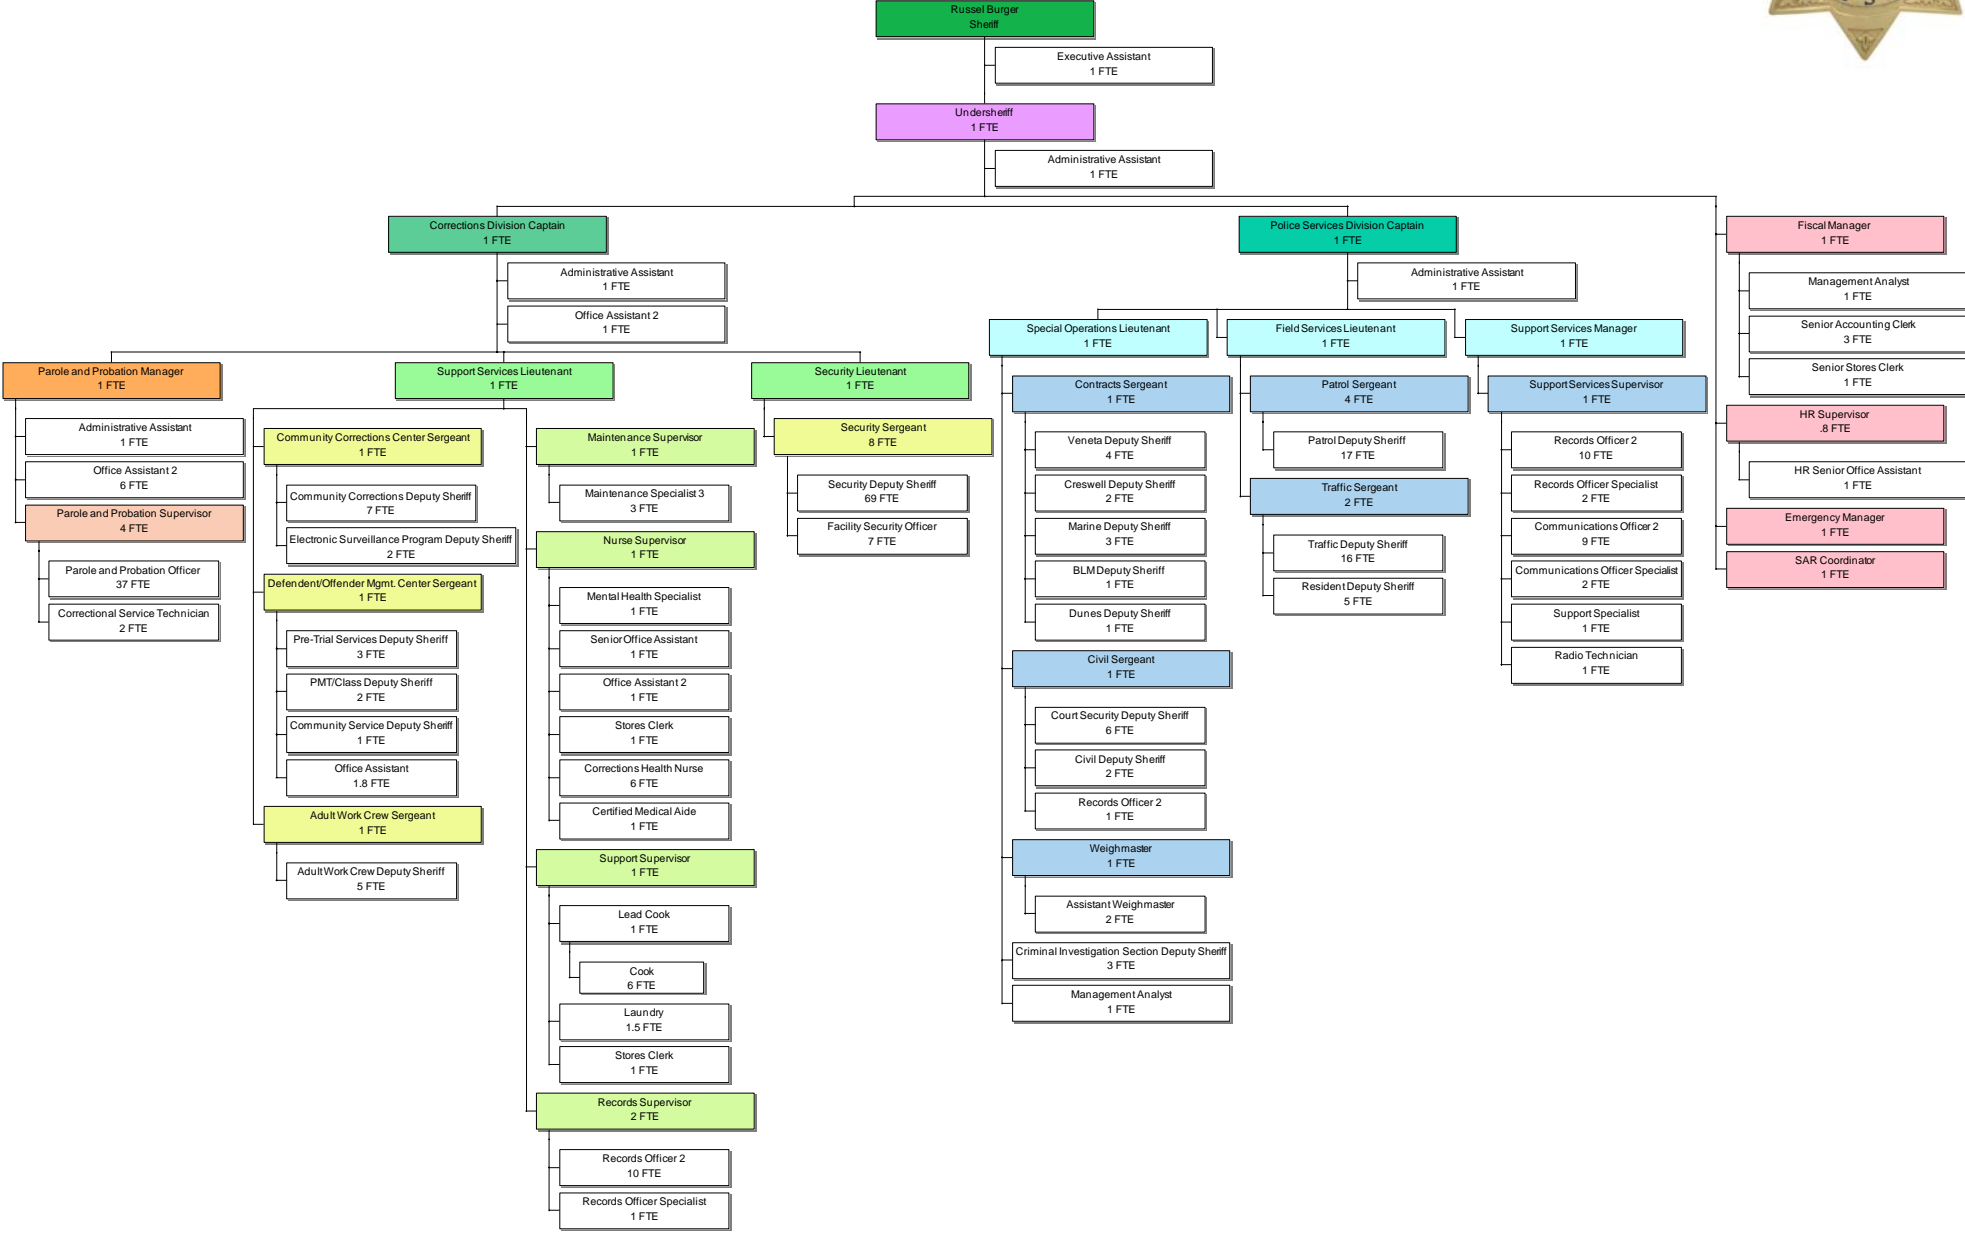 Russel Burger
Sheriff
Executive Assistant
1 FTE
Undersheriff
1 FTE
Administrative Assistant
1 FTE
Corrections Division Captain
1 FTE
Administrative Assistant
1 FTE
Office Assistant 2
1 FTE
Parole and Probation Manager
1 FTE
Administrative Assistant
1 FTE
Office Assistant 2
6 FTE
Parole and Probation Supervisor
4 FTE
Parole and Probation Officer
37 FTE
Correctional Service Technician
2 FTE
Support Services Lieutenant
1 FTE
Community Corrections Center Sergeant
1 FTE
Community Corrections Deputy Sheriff
7 FTE
Electronic Surveillance Program Deputy Sheriff
2 FTE
Defendent/Offender Mgmt. Center Sergeant
1 FTE
Pre-Trial Services Deputy Sheriff
3 FTE
PMT/Class Deputy Sheriff
2 FTE
Community Service Deputy Sheriff
1 FTE
Office Assistant
1.8 FTE
Adult Work Crew Sergeant
1 FTE
Adult Work Crew Deputy Sheriff
5 FTE
Maintenance Supervisor
1 FTE
Maintenance Specialist 3
3 FTE
Nurse Supervisor
1 FTE
Mental Health Specialist
1 FTE
Senior Office Assistant
1 FTE
Office Assistant 2
1 FTE
Stores Clerk
1 FTE
Corrections Health Nurse
6 FTE
Certified Medical Aide
1 FTE
Support Supervisor
1 FTE
Lead Cook
1 FTE
Cook
6 FTE
Laundry
1.5 FTE
Stores Clerk
1 FTE
Records Supervisor
2 FTE
Records Officer 2
10 FTE
Records Officer Specialist
1 FTE
Security Lieutenant
1 FTE
Security Sergeant
8 FTE
Security Deputy Sheriff
69 FTE
Facility Security Officer
7 FTE
Police Services Division Captain
1 FTE
Administrative Assistant
1 FTE
Special Operations Lieutenant
1 FTE
Contracts Sergeant
1 FTE
Veneta Deputy Sheriff
4 FTE
Creswell Deputy Sheriff
2 FTE
Marine Deputy Sheriff
3 FTE
BLM Deputy Sheriff
1 FTE
Dunes Deputy Sheriff
1 FTE
Civil Sergeant
1 FTE
Court Security Deputy Sheriff
6 FTE
Civil Deputy Sheriff
2 FTE
Records Officer 2
1 FTE
Weighmaster
1 FTE
Assistant Weighmaster
2 FTE
Criminal Investigation Section Deputy Sheriff
3 FTE
Management Analyst
1 FTE
Field Services Lieutenant
1 FTE
Patrol Sergeant
4 FTE
Patrol Deputy Sheriff
17 FTE
Traffic Sergeant
2 FTE
Traffic Deputy Sheriff
16 FTE
Resident Deputy Sheriff
5 FTE
Support Services Manager
1 FTE
Support Services Supervisor
1 FTE
Records Officer 2
10 FTE
Records Officer Specialist
2 FTE
Communications Officer 2
9 FTE
Communications Officer Specialist
2 FTE
Support Specialist
1 FTE
Radio Technician
1 FTE
Fiscal Manager
1 FTE
Management Analyst
1 FTE
Senior Accounting Clerk
3 FTE
Senior Stores Clerk
1 FTE
HR Supervisor
.8 FTE
HR Senior Office Assistant
1 FTE
Emergency Manager
1 FTE
SAR Coordinator
1 FTE